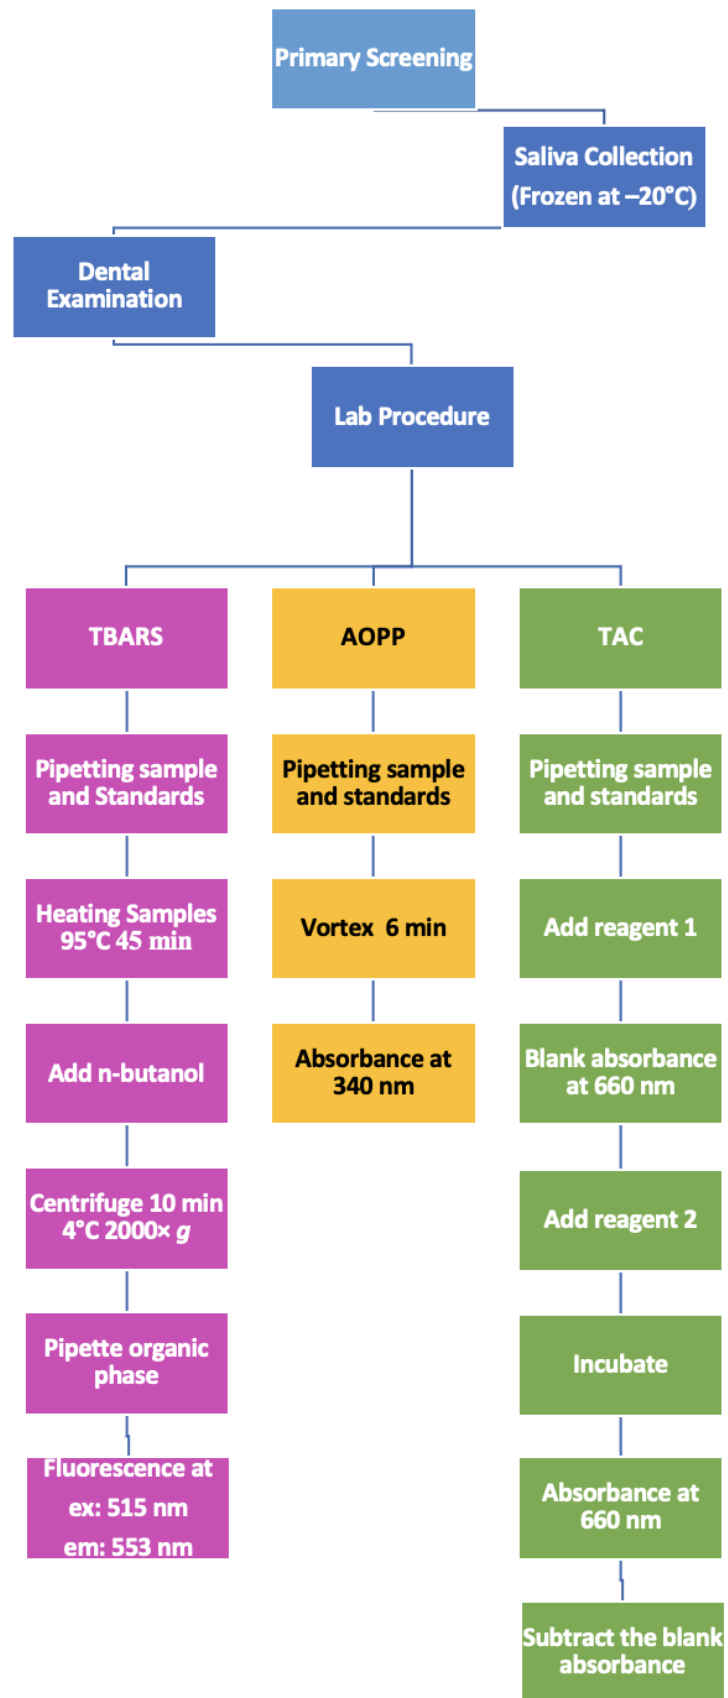 Primary Screening
Saliva Collection
(Frozen at –20°C)
Dental
Examination
Lab Procedure
TBARS
AOPP
TAC
Pipetting sample
and Standards
Pipetting sample
and standards
Pipetting sample
and standards
Heating Samples
95°C 45 min
Vortex 6 min
Add reagent 1
Add n-butanol
Absorbance at
340 nm
Blank absorbance
at 660 nm
Centrifuge 10 min
4°C 2000× g
Add reagent 2
Pipette organic
phase
Incubate
Fluorescence at
ex: 515 nm
em: 553 nm
Absorbance at
660 nm
Subtract the blank
absorbance